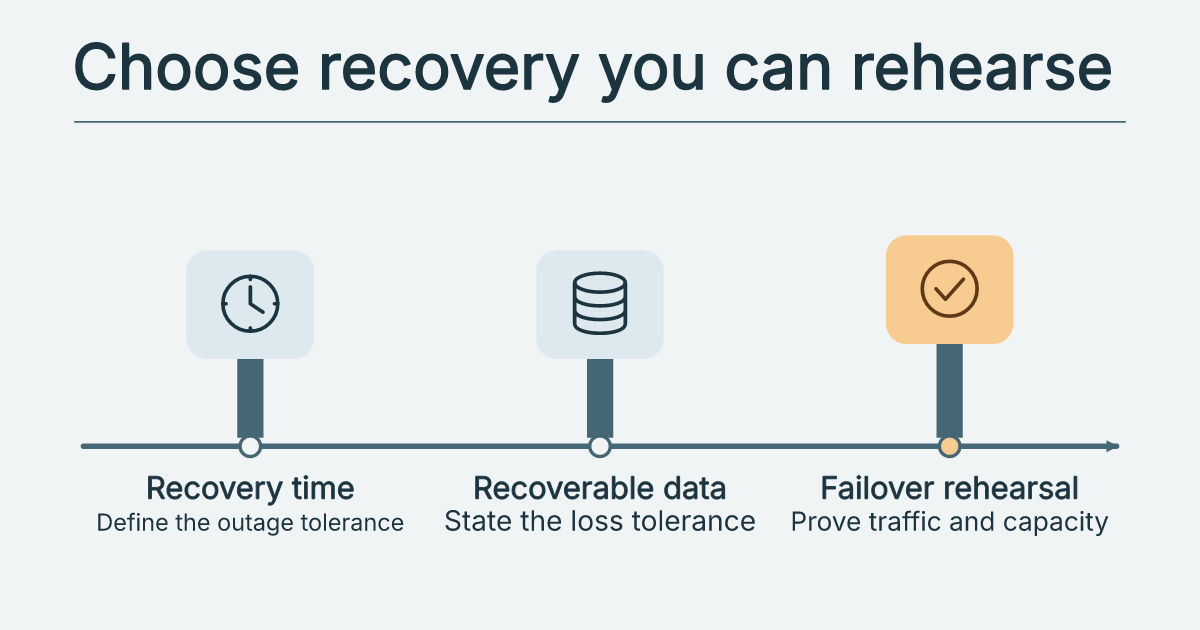 Choose recovery you can rehearse
Recovery time
Define the outage tolerance
Recoverable data
State the loss tolerance
Failover rehearsal
Prove traffic and capacity